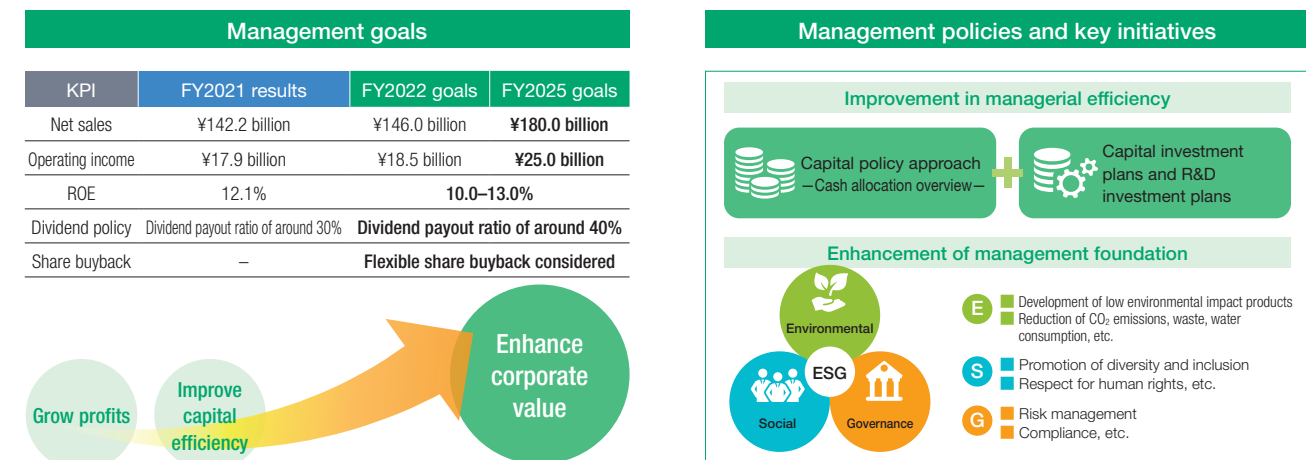 Management goals
KPI FY2021 results FY2022 goals FY2025 goals
Net sales ¥142.2 billion ¥146.0 billion ¥180.0 billion
Operating income ¥17.9 billion ¥18.5 billion ¥25.0 billion
ROE 12.1% 10.0–13.0%
Dividend policy Dividend payout ratio of around 30% Dividend payout ratio of around 40%
Share buyback – Flexible share buyback considered
Grow profits
Improve
capital
efficiency
Enhance
corporate
value
Management policies and key initiatives
Improvement in managerial efficiency
Capital policy approach
—Cash allocation overview—
Capital investment
plans and R&D
investment plans
Enhancement of management foundation
Environmental
ESG
Social
Governance
E Development of low environmental impact products
Reduction of CO₂ emissions, waste, water
consumption, etc.
S Promotion of diversity and inclusion
Respect for human rights, etc.
G Risk management
Compliance, etc.